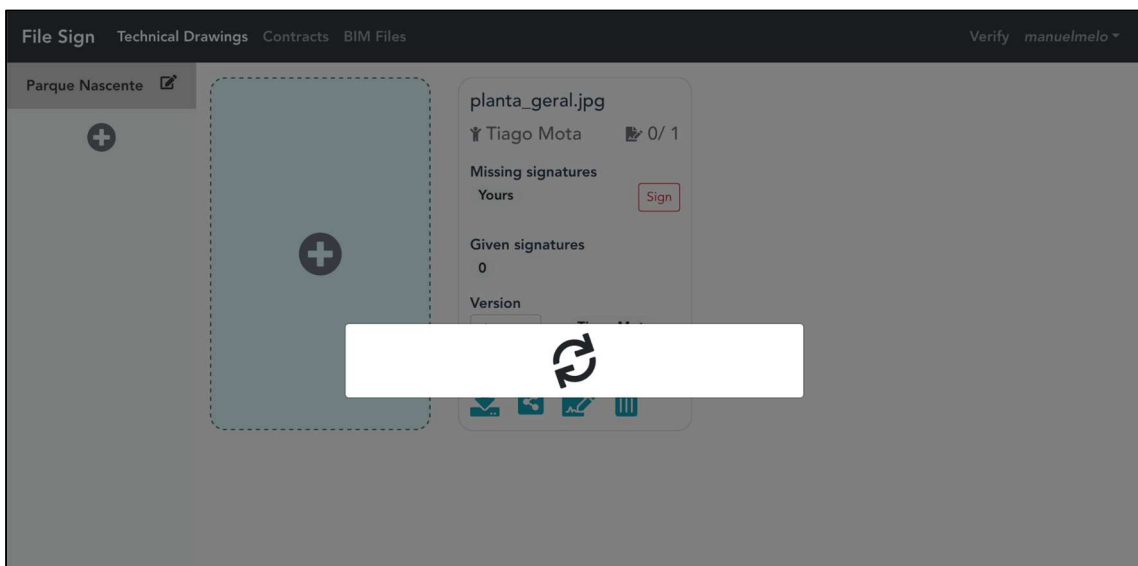 File Sign Technical Drawings Contracts BIM Files Verify manuelmelo
Parque Nascente
planta_geral.jpg
Tiago Mota 0/ 1
Missing signatures
Yours Sign
Given signatures
0
Version